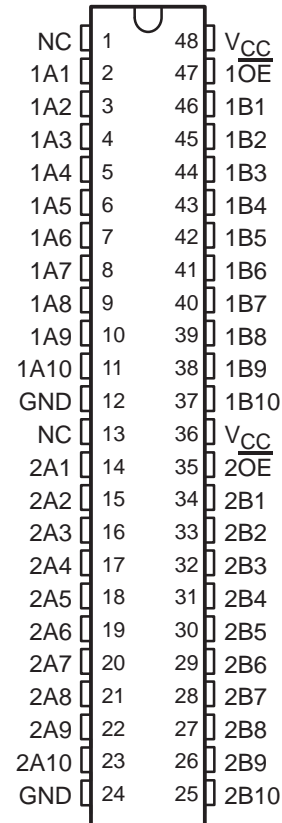 NC 1 48 VCC
1A1 2 47 1OE
1A2 3 46 1B1
1A3 4 45 1B2
1A4 5 44 1B3
1A5 6 43 1B4
1A6 7 42 1B5
1A7 8 41 1B6
1A8 9 40 1B7
1A9 10 39 1B8
1A10 11 38 1B9
GND 12 37 1B10
NC 13 36 VCC
2A1 14 35 2OE
2A2 15 34 2B1
2A3 16 33 2B2
2A4 17 32 2B3
2A5 18 31 2B4
2A6 19 30 2B5
2A7 20 29 2B6
2A8 21 28 2B7
2A9 22 27 2B8
2A10 23 26 2B9
GND 24 25 2B10